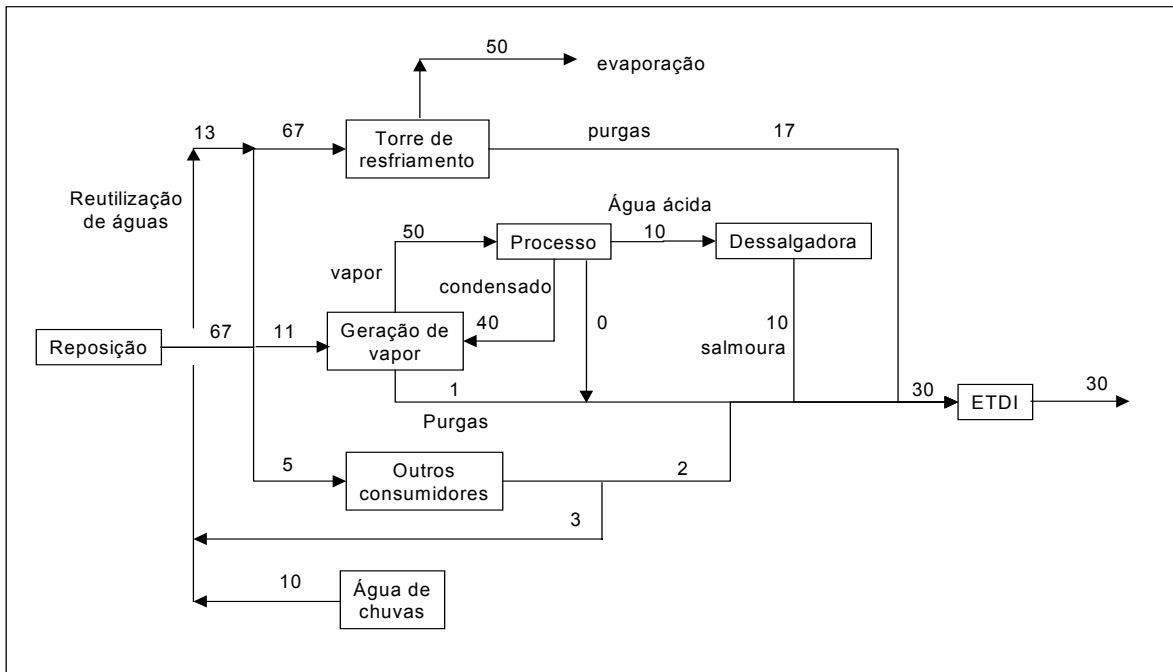 50
evaporação
13
67
Torre de
resfriamento
purgas
17
Reutilização
de águas
Água ácida
50
Processo
10
Dessalgadora
vapor
condensado
Reposição
67
11
Geração de
vapor
40
0
10
salmoura
1
Purgas
30
ETDI
30
5
Outros
consumidores
2
3
10
Água de
chuvas